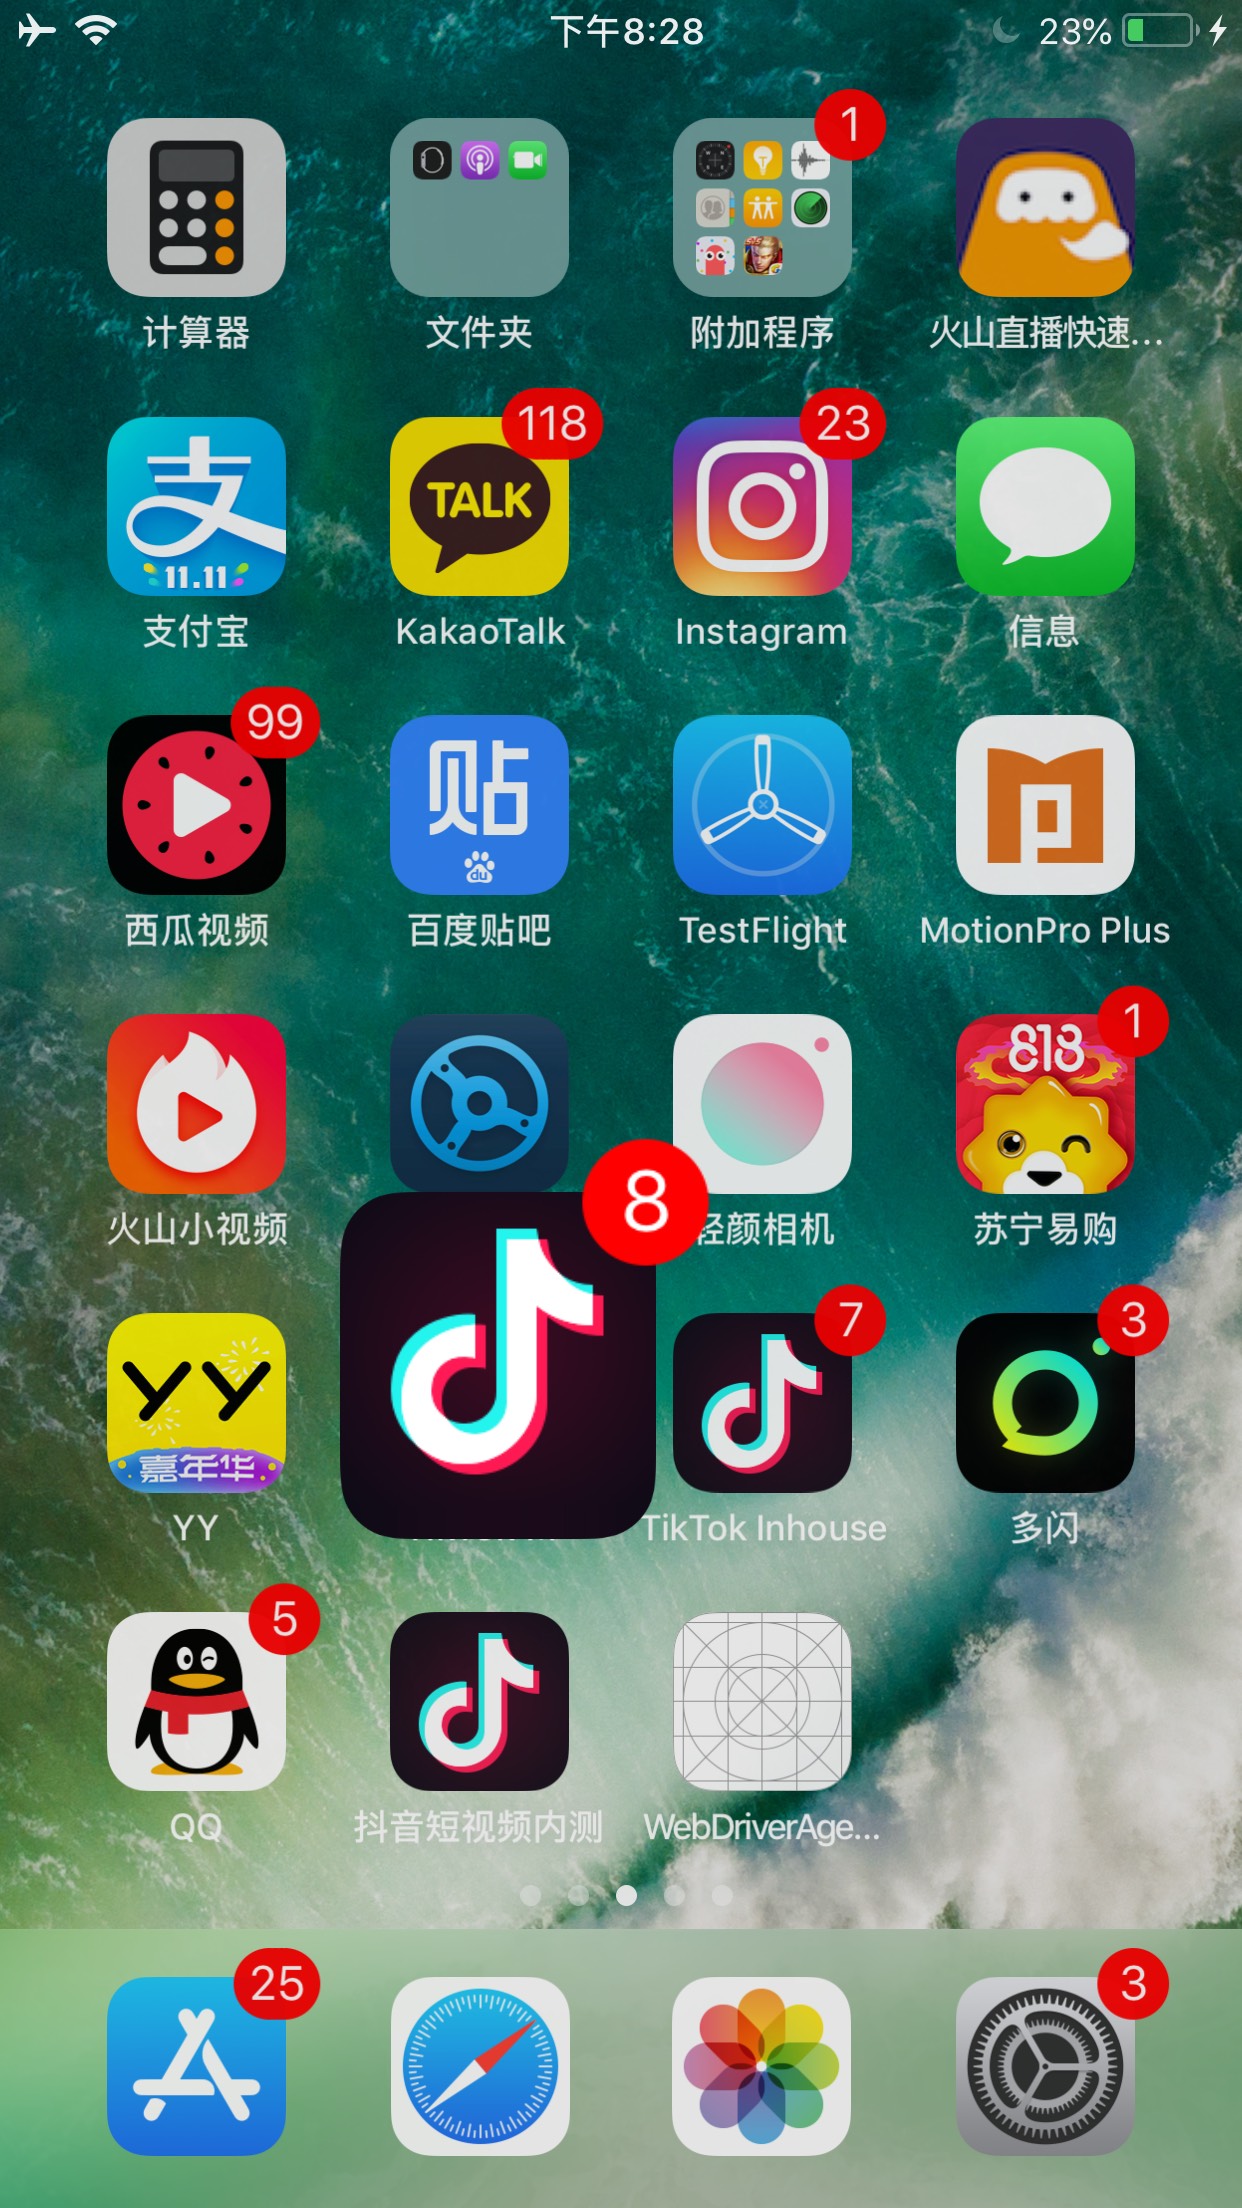 下午8:28
23%
1
计算器
文件夹
附加程序
火山直播快速...
118
23
支
11.11
TALK
支付宝
KakaoTalk
Instagram
信息
99
贴
du
西瓜视频
百度贴吧
TestFlight
MotionPro Plus
1
818
火山小视频
8
轻颜相机
苏宁易购
7
3
YY
嘉年华
YY
TikTok Inhouse
多闪
5
QQ
抖音短视频内测
WebDriverAge...
25
3